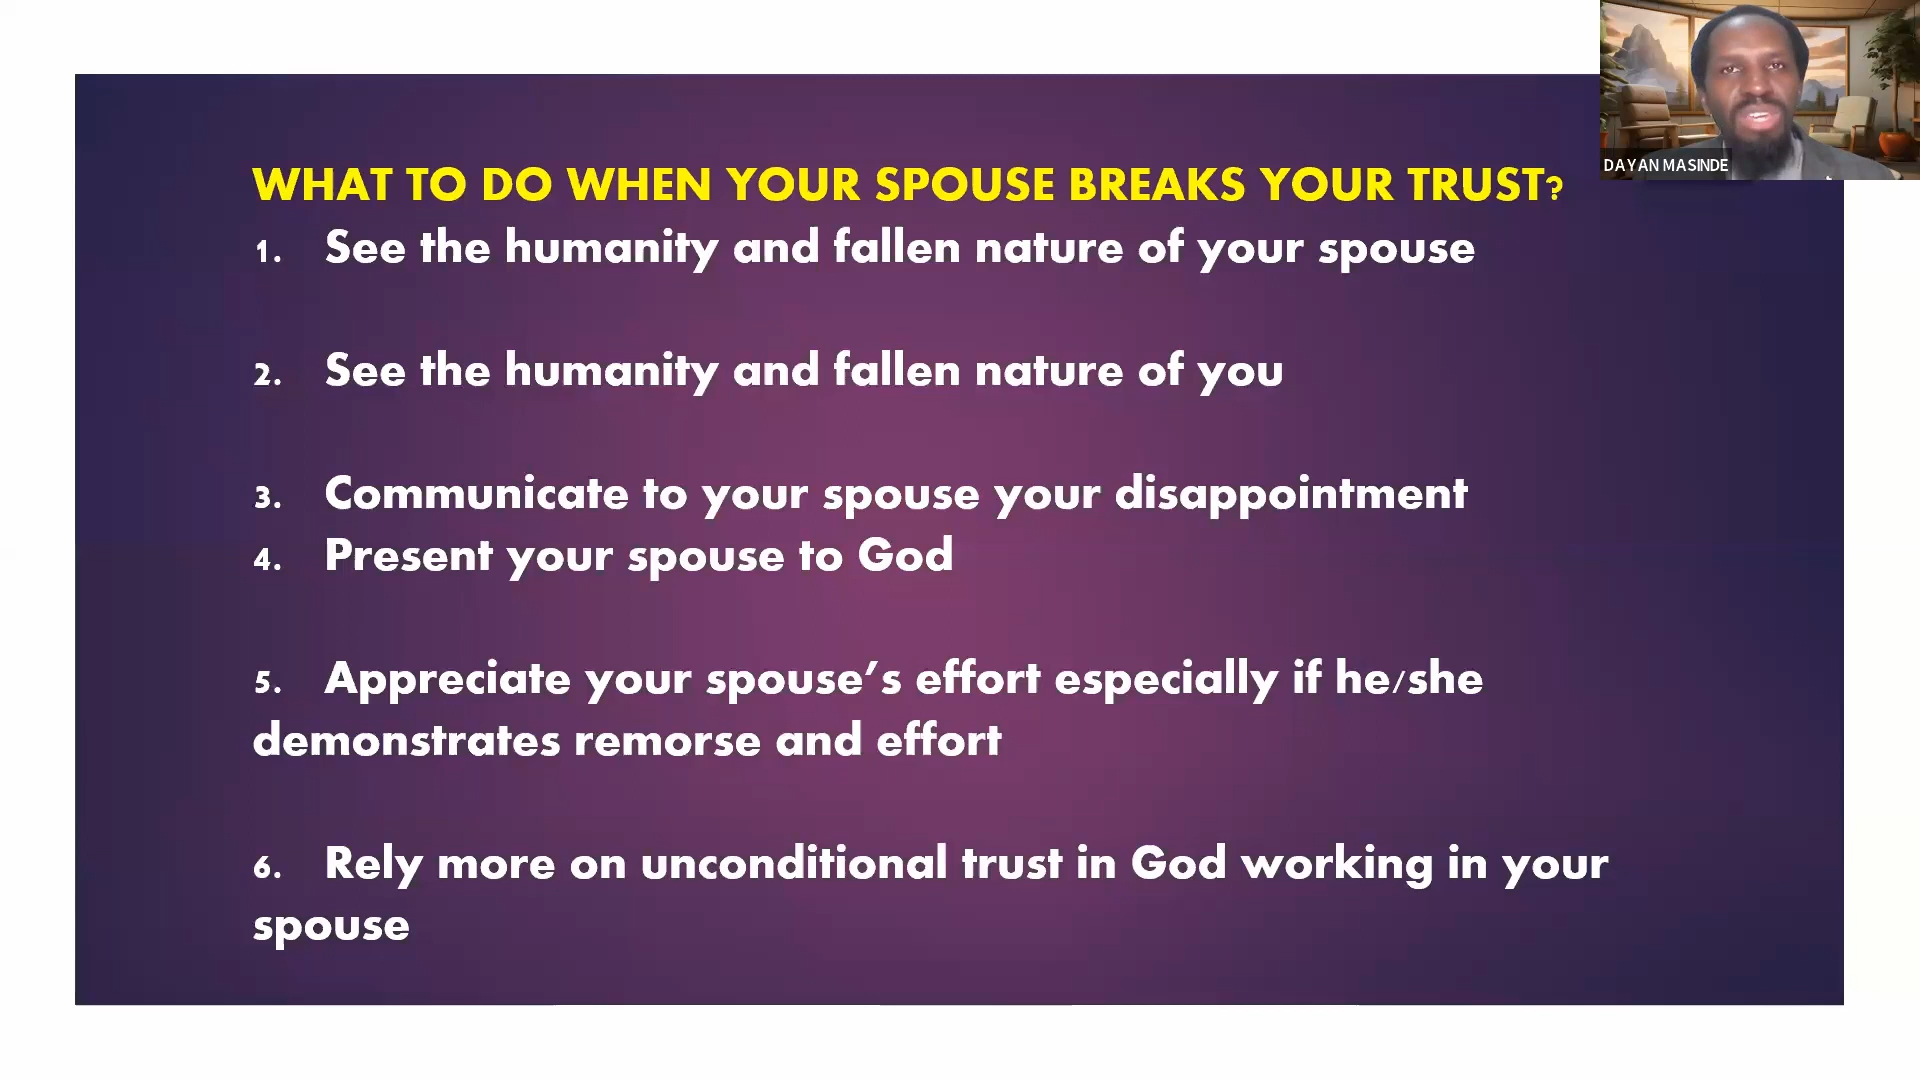 WHAT TO DO WHEN YOUR SPOUSE BREAKS YOUR TRUST?
1. See the humanity and fallen nature of your spouse
2. See the humanity and fallen nature of you
3. Communicate to your spouse your disappointment
4. Present your spouse to God
5. Appreciate your spouse’s effort especially if he/she
demonstrates remorse and effort
6. Rely more on unconditional trust in God working in your
spouse
DAYAN MASINDE